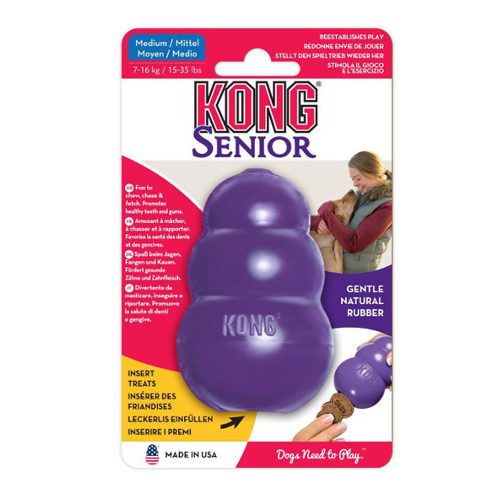 Medium / Mittel
Moyen / Medio
7-16 kg / 15-35 lbs
REESTABLISHES PLAY
REDONNE ENVIE DE JOUER
STELLT DEN SPIELTRIEB WIEDER HER
STIMOLA IL GIOCO
E L'ESERCIZIO
KONG
SENIOR
Fun to
chew, chase &
fetch. Promotes
healthy teeth and gums.
Amusant à mâcher,
à chasser et à rapporter.
Favorise la santé des dents
et des gencives.
Spaß beim Jagen,
Fangen und Kauen.
Fördert gesunde
Zähne und Zahnfleisch.
Divertente da
masticare, inseguire e
riportare. Promuove
la salute di denti
e gengive.
KONG
GENTLE
NATURAL
RUBBER
INSERT
TREATS
INSÉRER DES
FRIANDISES
LECKERLIS EINFÜLLEN
INSERIRE I PREMI
MADE IN USA
Dogs Need to Play.™